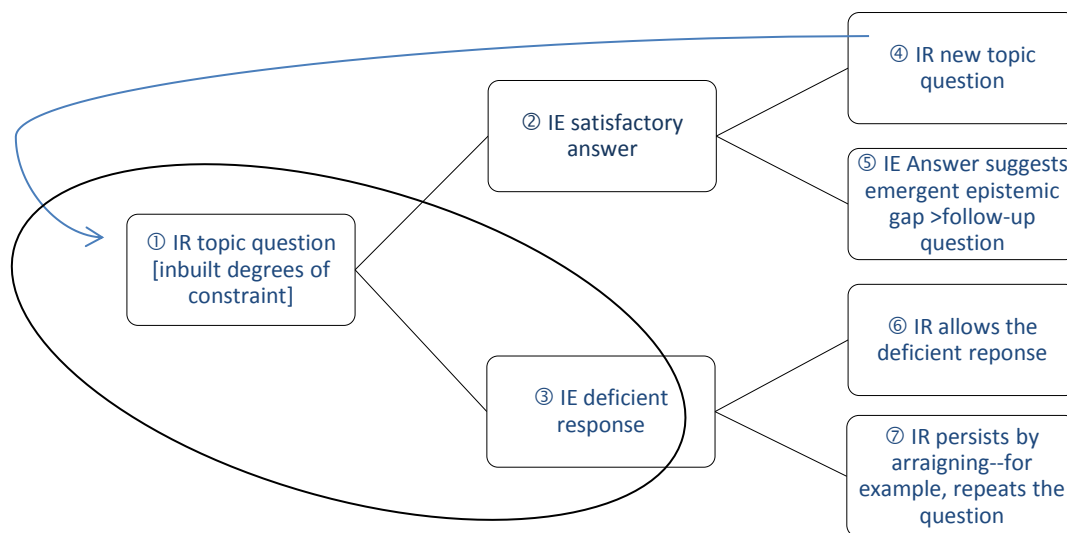 ① IR topic question
[inbuilt degrees of
constraint]
② IE satisfactory
answer
③ IE deficient
response
④ IR new topic
question
⑤ IE Answer suggests
emergent epistemic
gap >follow-up
question
⑥ IR allows the
deficient reponse
⑦ IR persists by
arraigning--for
example, repeats the
question